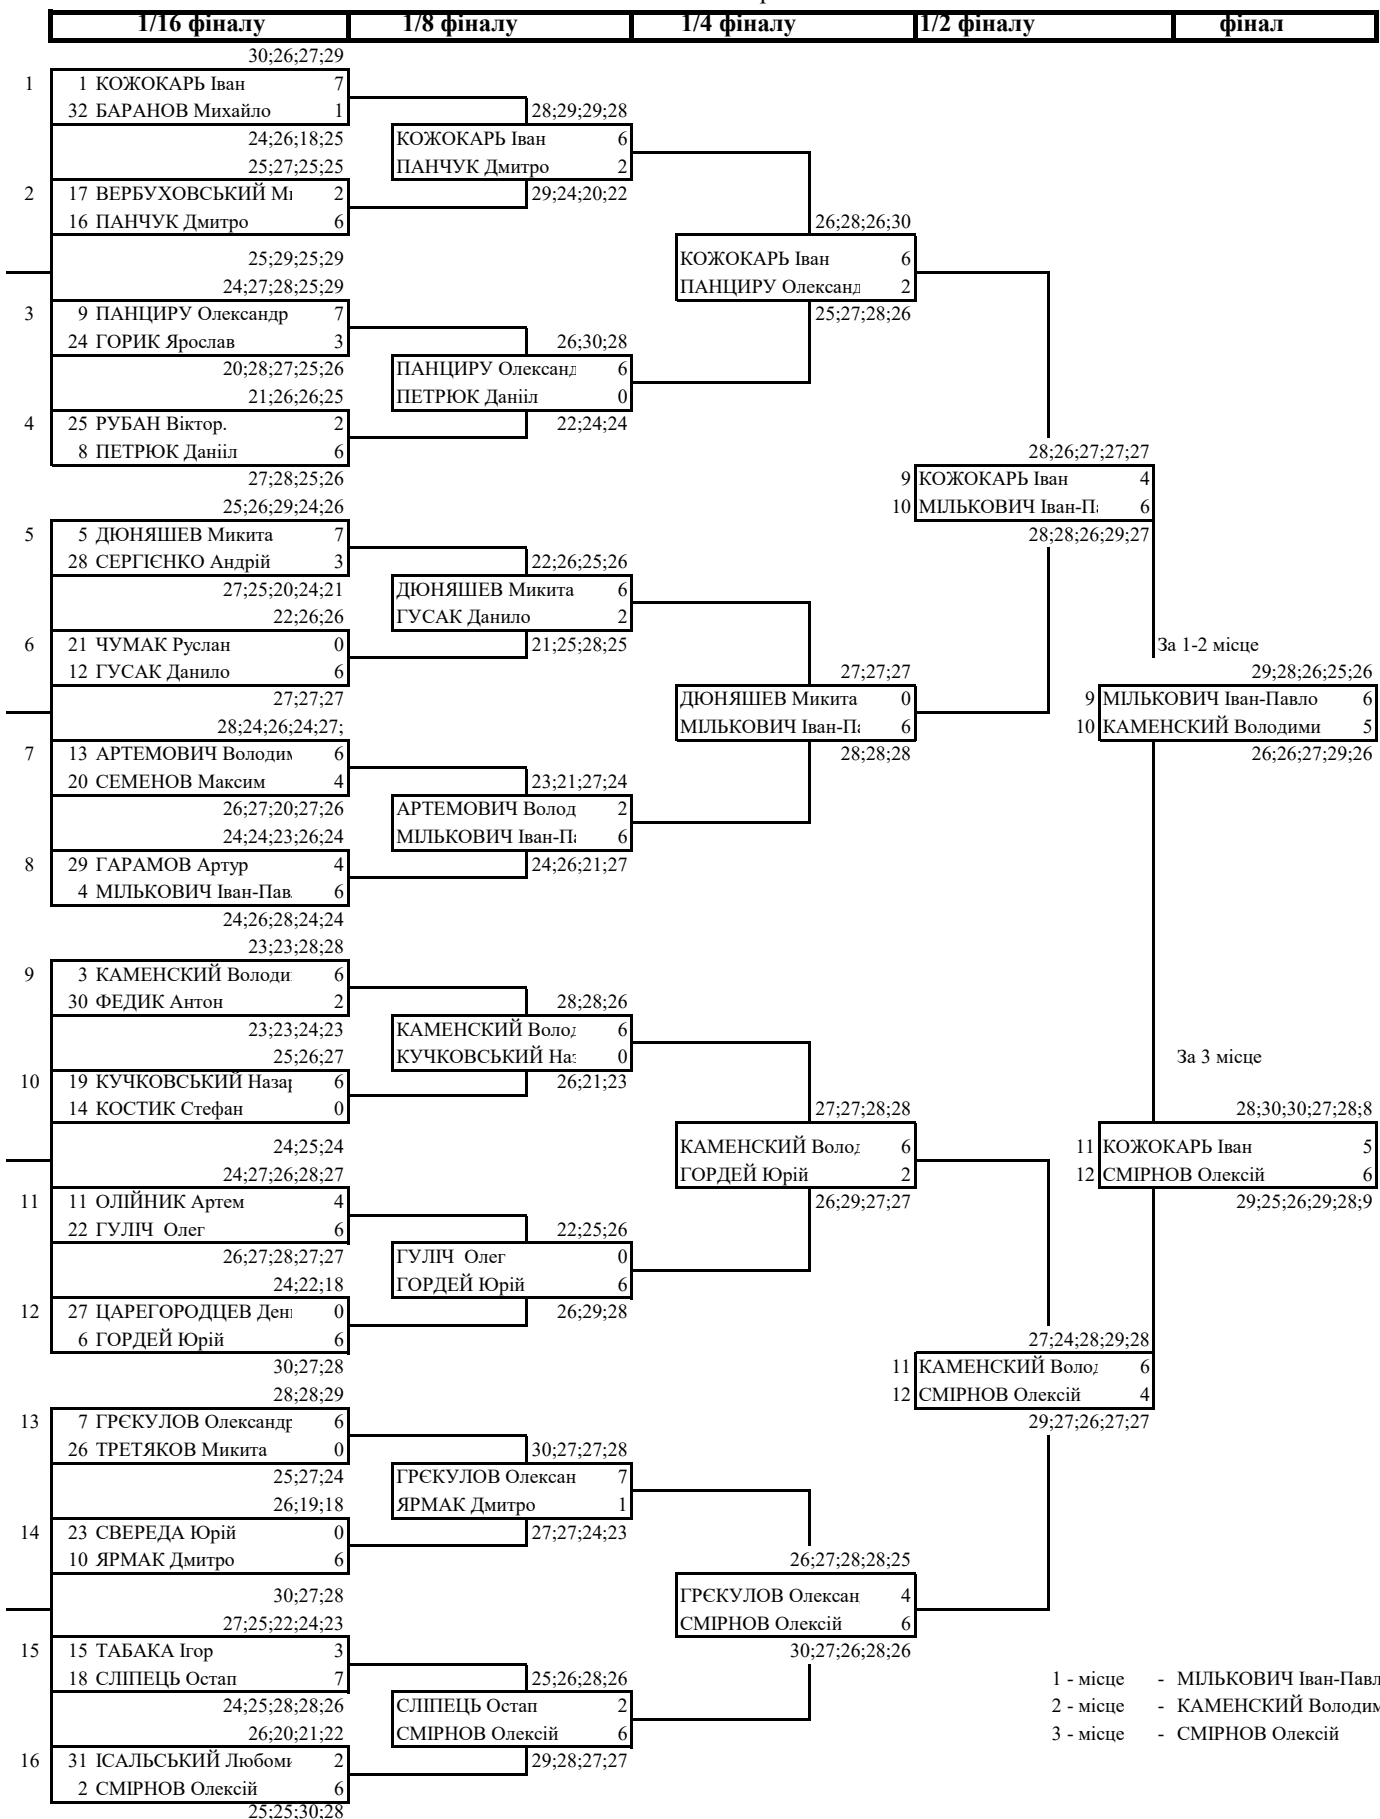 1/16 фіналу 1/8 фіналу 1/4 фіналу 1/2 фіналу фінал
30;26;27;29
1 1 КОЖОКАРЬ Іван 7
32 БАРАНОВ Михайло 1 28;29;29;28
24;26;18;25 КОЖОКАРЬ Іван 6
25;27;25;25 ПАНЧУК Дмитро 2
2 17 ВЕРБУХОВСЬКИЙ Ми 2 29;24;20;22
16 ПАНЧУК Дмитро 6 26;28;26;30
25;29;25;29 КОЖОКАРЬ Іван 6
24;27;28;25;29 ПАНЦИРУ Олександ 2
3 9 ПАНЦИРУ Олександр 7 25;27;28;26
24 ГОРИК Ярослав 3 26;30;28
20;28;27;25;26 ПАНЦИРУ Олександ 6
21;26;26;25 ПЕТРЮК Данііл 0
4 25 РУБАН Віктор. 2 22;24;24
8 ПЕТРЮК Данііл 6 28;26;27;27;27
27;28;25;26 9 КОЖОКАРЬ Іван 4
25;26;29;24;26 10 МІЛЬКОВИЧ Іван-Па 6
5 5 ДЮНЯШЕВ Микита 7 28;28;26;29;27
28 СЕРГІЄНКО Андрій 3 22;26;25;26
27;25;20;24;21 ДЮНЯШЕВ Микита 6
22;26;26 ГУСАК Данило 2
6 21 ЧУМАК Руслан 0 21;25;28;25 За 1-2 місце
12 ГУСАК Данило 6 27;27;27 29;28;26;25;26
27;27;27 ДЮНЯШЕВ Микита 0 9 МІЛЬКОВИЧ Іван-Павло 6
28;24;26;24;27; МІЛЬКОВИЧ Іван-Па 6 10 КАМЕНСКИЙ Володими 5
7 13 АРТЕМОВИЧ Володим 6 28;28;28 26;26;27;29;26
20 СЕМЕНОВ Максим 4 23;21;27;24
26;27;20;27;26 АРТЕМОВИЧ Волод 2
24;24;23;26;24 МІЛЬКОВИЧ Іван-Па 6
8 29 ГАРАМОВ Артур 4 24;26;21;27
4 МІЛЬКОВИЧ Іван-Пав 6
24;26;28;24;24
23;23;28;28
9 3 КАМЕНСКИЙ Володи 6
30 ФЕДИК Антон 2 28;28;26
23;23;24;23 КАМЕНСКИЙ Волод 6
25;26;27 КУЧКОВСЬКИЙ Наз 0 За 3 місце
10 19 КУЧКОВСЬКИЙ Назар 6 26;21;23
14 КОСТИК Стефан 0 27;27;28;28 28;30;30;27;28;8
24;25;24 КАМЕНСКИЙ Волод 6 11 КОЖОКАРЬ Іван 5
24;27;26;28;27 ГОРДЕЙ Юрій 2 12 СМІРНОВ Олексій 6
11 11 ОЛІЙНИК Артем 4 26;29;27;27 29;25;26;29;28;9
22 ГУЛІЧ Олег 6 22;25;26
26;27;28;27;27 ГУЛІЧ Олег 0
24;22;18 ГОРДЕЙ Юрій 6
12 27 ЦАРЕГОРОДЦЕВ Ден 0 26;29;28
6 ГОРДЕЙ Юрій 6 27;24;28;29;28
30;27;28 11 КАМЕНСКИЙ Волод 6
28;28;29 12 СМІРНОВ Олексій 4
13 7 ГРЄКУЛОВ Олександр 6 29;27;26;27;27
26 ТРЕТЯКОВ Микита 0 30;27;27;28
25;27;24 ГРЄКУЛОВ Олексан 7
26;19;18 ЯРМАК Дмитро 1
14 23 СВЕРЕДА Юрій 0 27;27;24;23
10 ЯРМАК Дмитро 6 26;27;28;28;25
30;27;28 ГРЄКУЛОВ Олексан 4
27;25;22;24;23 СМІРНОВ Олексій 6
15 15 ТАБАКА Ігор 3 30;27;26;28;26
18 СЛІПЕЦЬ Остап 7 25;26;28;26 1 - місце - МІЛЬКОВИЧ Іван-Павл
24;25;28;28;26 СЛІПЕЦЬ Остап 2 2 - місце - КАМЕНСКИЙ Володим
26;20;21;22 СМІРНОВ Олексій 6 3 - місце - СМІРНОВ Олексій
16 31 ІСАЛЬСЬКИЙ Любоми 2 29;28;27;27
2 СМІРНОВ Олексій 6
25;25;30;28